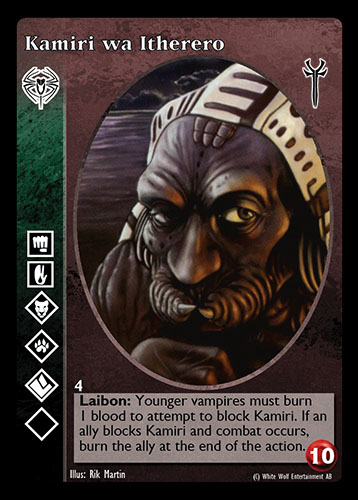 Kamiri wa Itherero
4
Laibon: Younger vampires must burn
1 blood to attempt to block Kamiri. If an
ally blocks Kamiri and combat occurs,
burn the ally at the end of the action.
10
Illus: Rik Martin
(C) White Wolf Entertainment AB